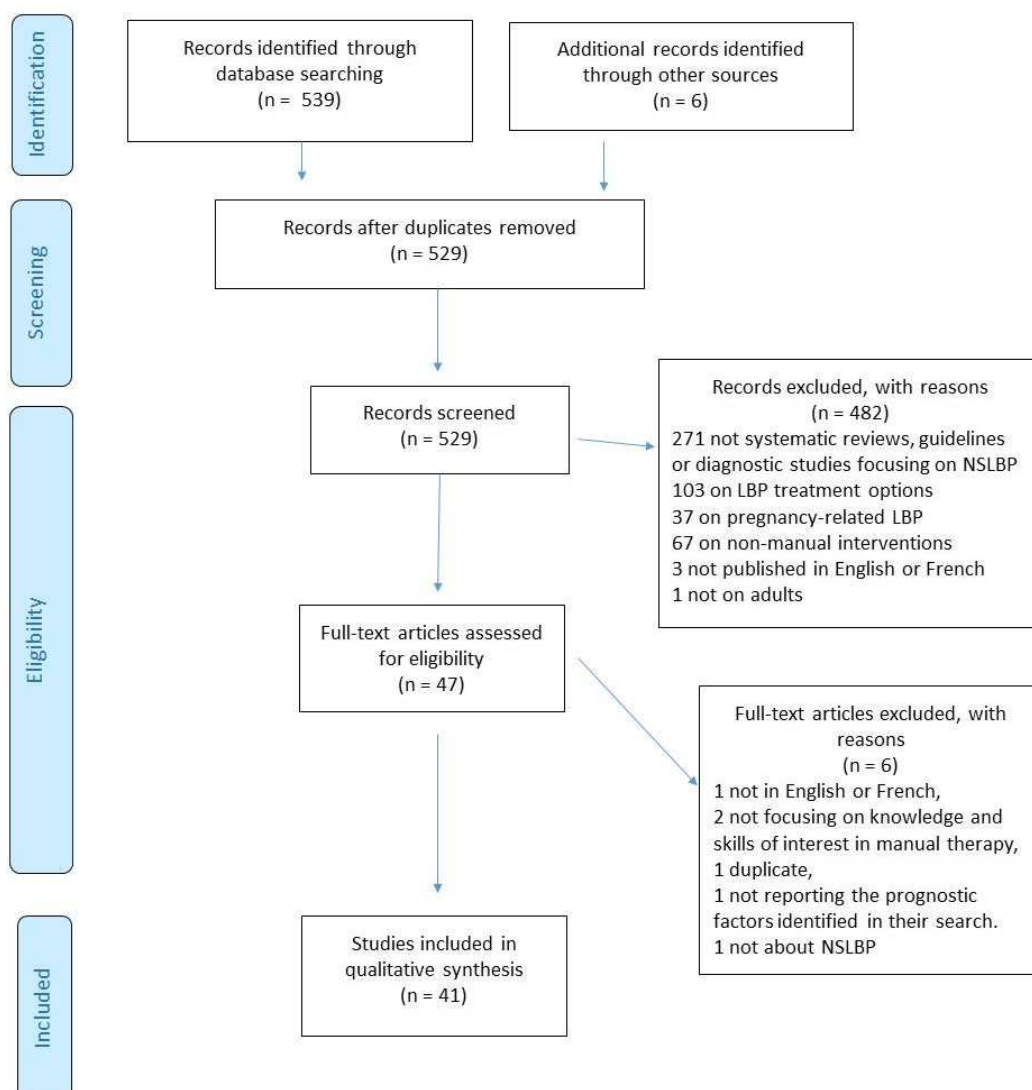 Identification
Records identified through
database searching
(n = 539)
Additional records identified
through other sources
(n = 6)
Screening
Records after duplicates removed
(n = 529)
Eligibility
Records screened
(n = 529)
Records excluded, with reasons
(n = 482)
271 not systematic reviews, guidelines
or diagnostic studies focusing on NSLBP
103 on LBP treatment options
37 on pregnancy-related LBP
67 on non-manual interventions
3 not published in English or French
1 not on adults
Full-text articles assessed
for eligibility
(n = 47)
Full-text articles excluded, with
reasons
(n = 6)
1 not in English or French,
2 not focusing on knowledge and
skills of interest in manual therapy,
1 duplicate,
1 not reporting the prognostic
factors identified in their search.
1 not about NSLBP
Included
Studies included in
qualitative synthesis
(n = 41)